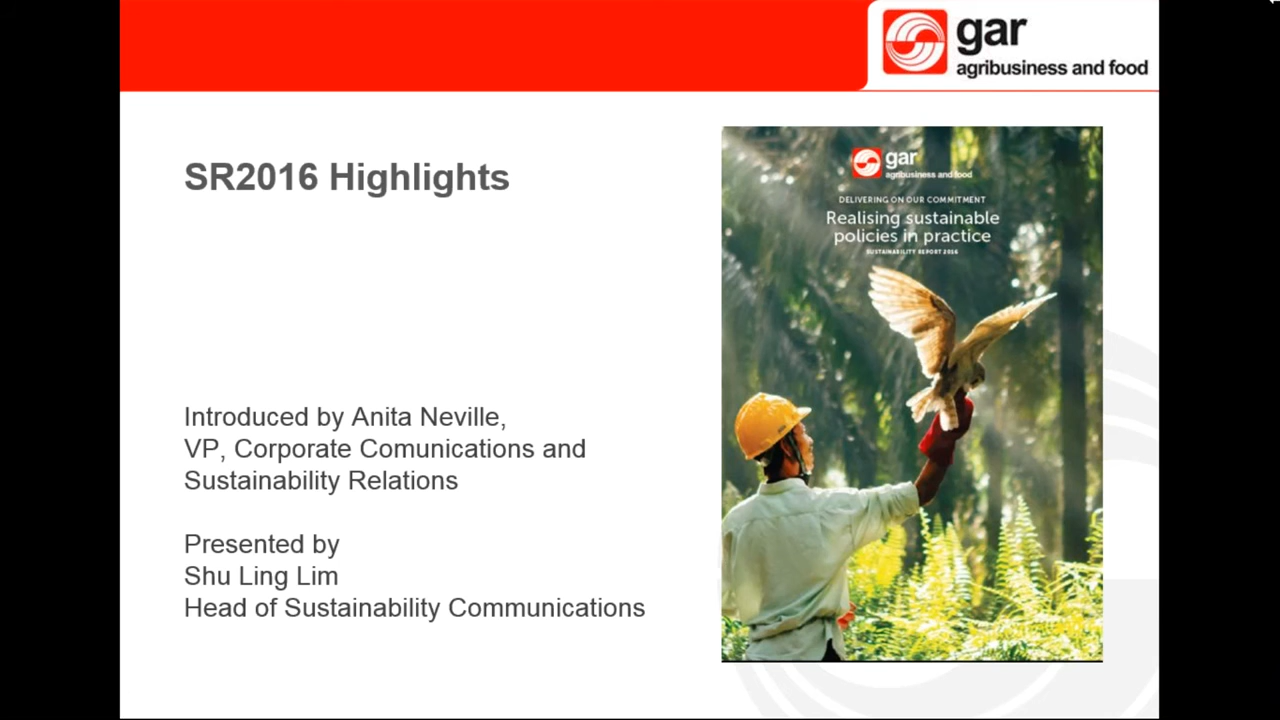 gar
agribusiness and food
SR2016 Highlights
gar
agribusiness and food
DELIVERING ON OUR COMMITMENT
Realising sustainable
policies in practice
SUSTAINABILITY REPORT 2016
Introduced by Anita Neville,
VP, Corporate Comunications and
Sustainability Relations
Presented by
Shu Ling Lim
Head of Sustainability Communications